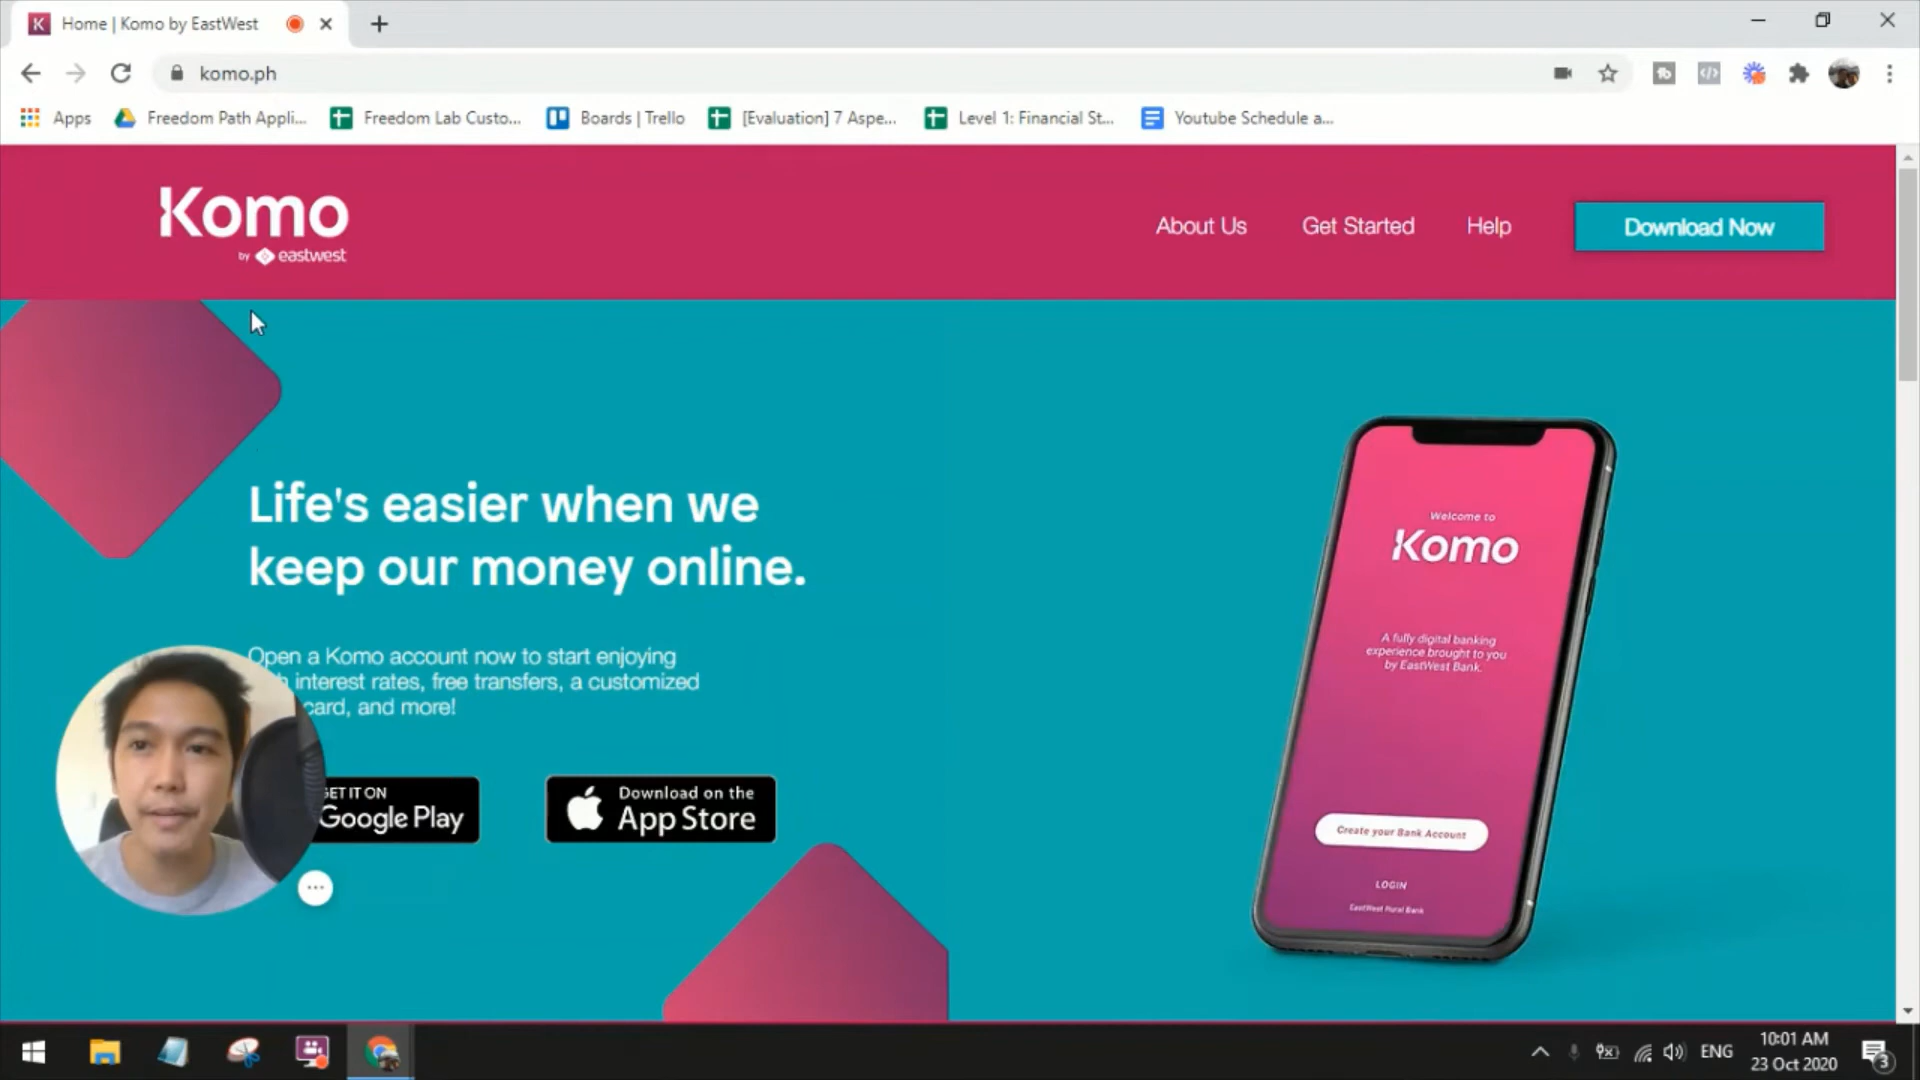 K Home | Komo by EastWest
komo.ph
Apps Freedom Path Appli... Freedom Lab Custo... Boards | Trello [Evaluation] 7 Aspe... Level 1: Financial St... Youtube Schedule a...
Komo
by eastwest
About Us Get Started Help Download Now
Life's easier when we
keep our money online.
Open a Komo account now to start enjoying
interest rates, free transfers, a customized
card, and more!
GET IT ON
Google Play
Download on the
App Store
Welcome to
Komo
A fully digital banking
experience brought to you
by EastWest Bank.
Create your Bank Account
LOGIN
EastWest Rural Bank
ENG
10:01 AM
23 Oct 2020
3